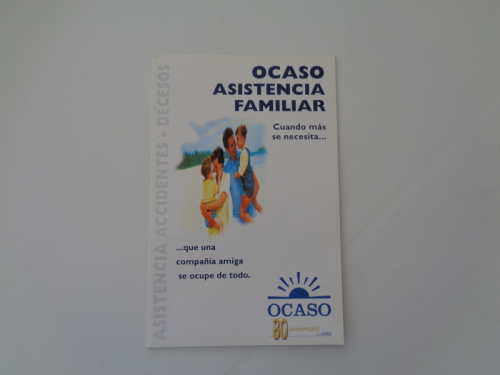 OCASO
ASISTENCIA
FAMILIAR
Cuando más
se necesita...
ASISTENCIA ACCIDENTES - DECESOS
...que una
compañía amiga
se ocupe de todo.
OCASO
80 aniversario